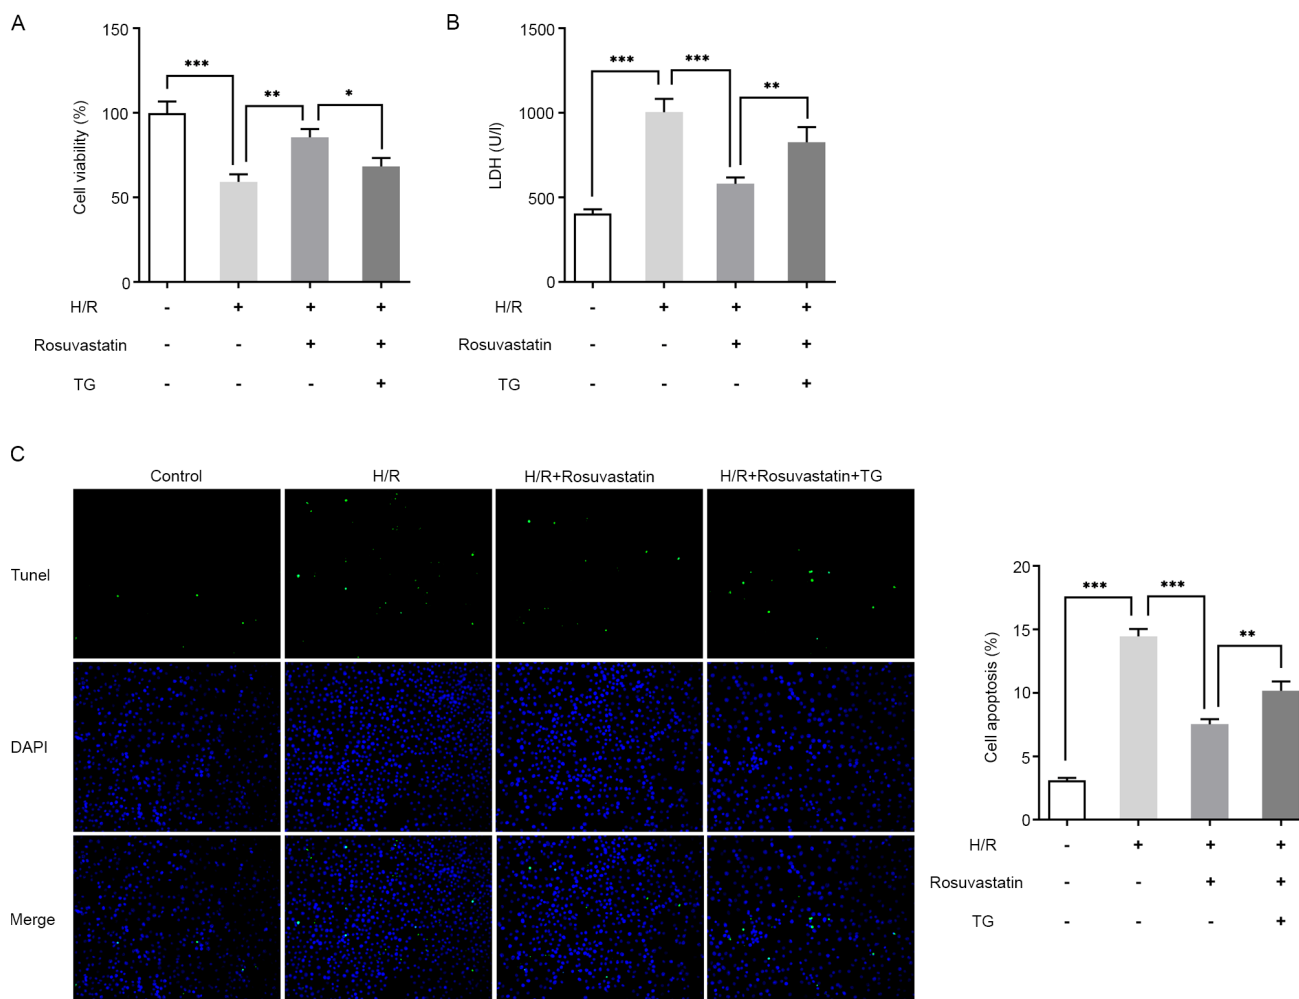 A
150
100
50
0
Cell viability (%)
***
**
*
H/R - + + +
Rosuvastatin - - + +
TG - - - +
B
1500
1000
500
0
LDH (U/l)
***
***
**
H/R - + + +
Rosuvastatin - - + +
TG - - - +
C
Control H/R H/R+Rosuvastatin H/R+Rosuvastatin+TG
Tunel
DAPI
Merge
20
15
10
5
0
Cell apoptosis (%)
***
***
**
H/R - + + +
Rosuvastatin - - + +
TG - - - +